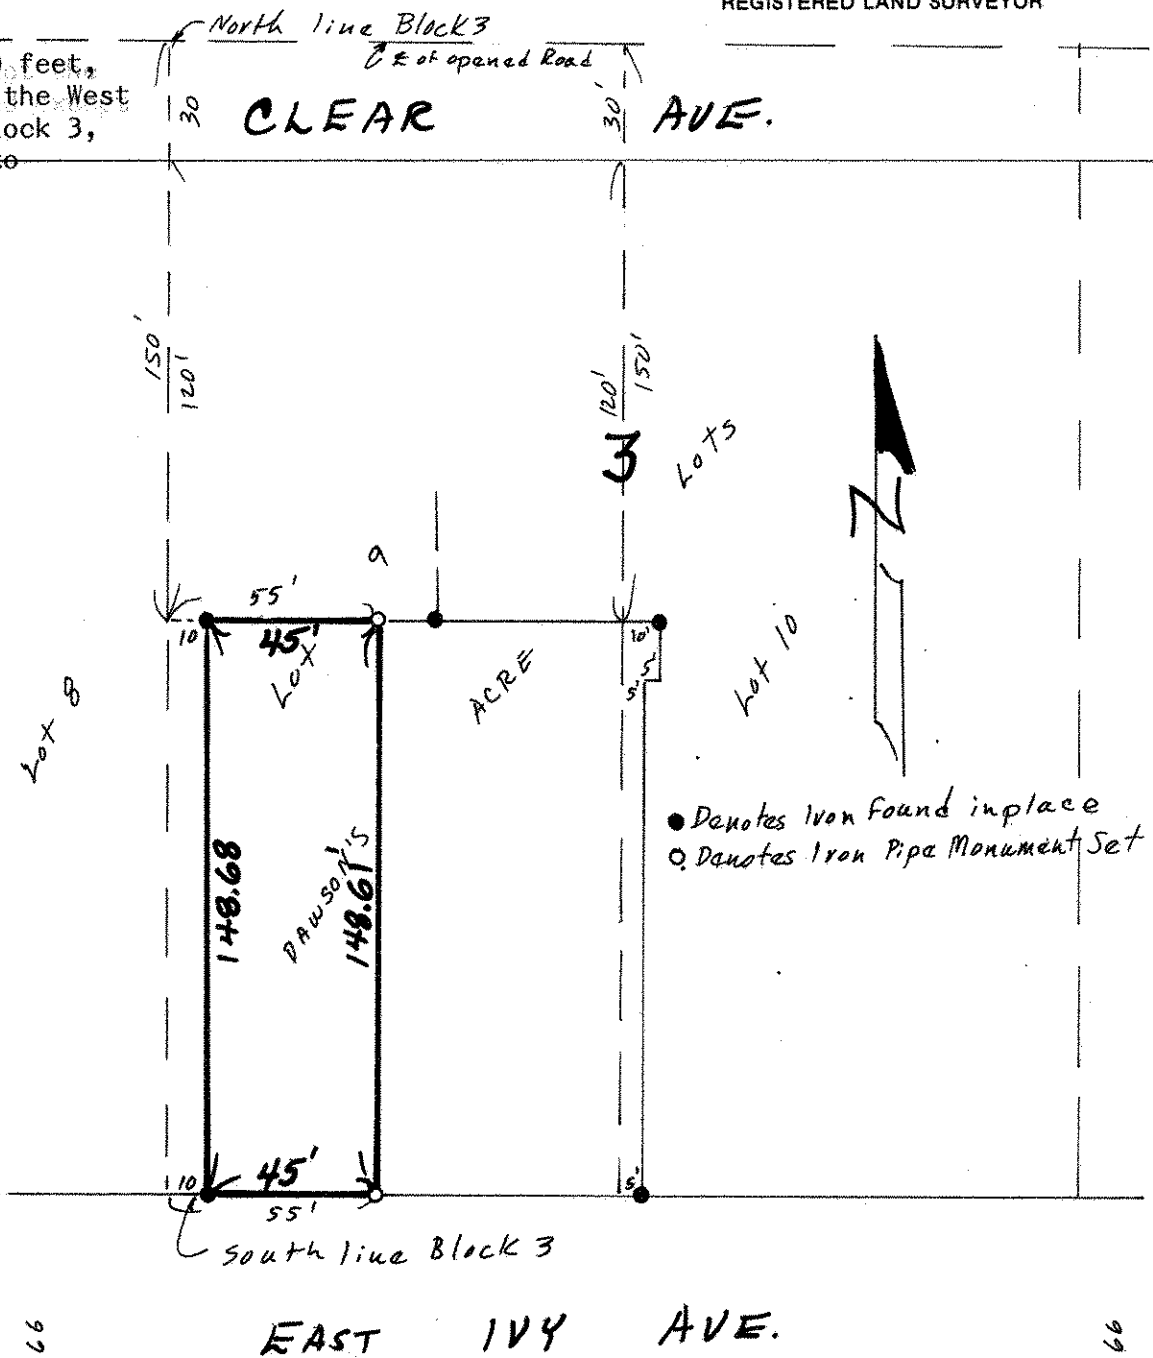 REGISTERED LAND SURVEYOR
North line Block 3
feet,
the West
ock 3,
to
℄ of opened Road
30
CLEAR
30'
AVE.
150'
120'
120'
150'
3
LOTS
N
9
55'
10
45'
10'
LOT
ACRE
5'
5'
Lot 10
Lot 8
● Denotes Iron Found inplace
○ Denotes Iron Pipe Monument Set
148.68
DAWSON'S
148.61
10
45'
5'
55'
South line Block 3
66
EAST IVY AVE.
66